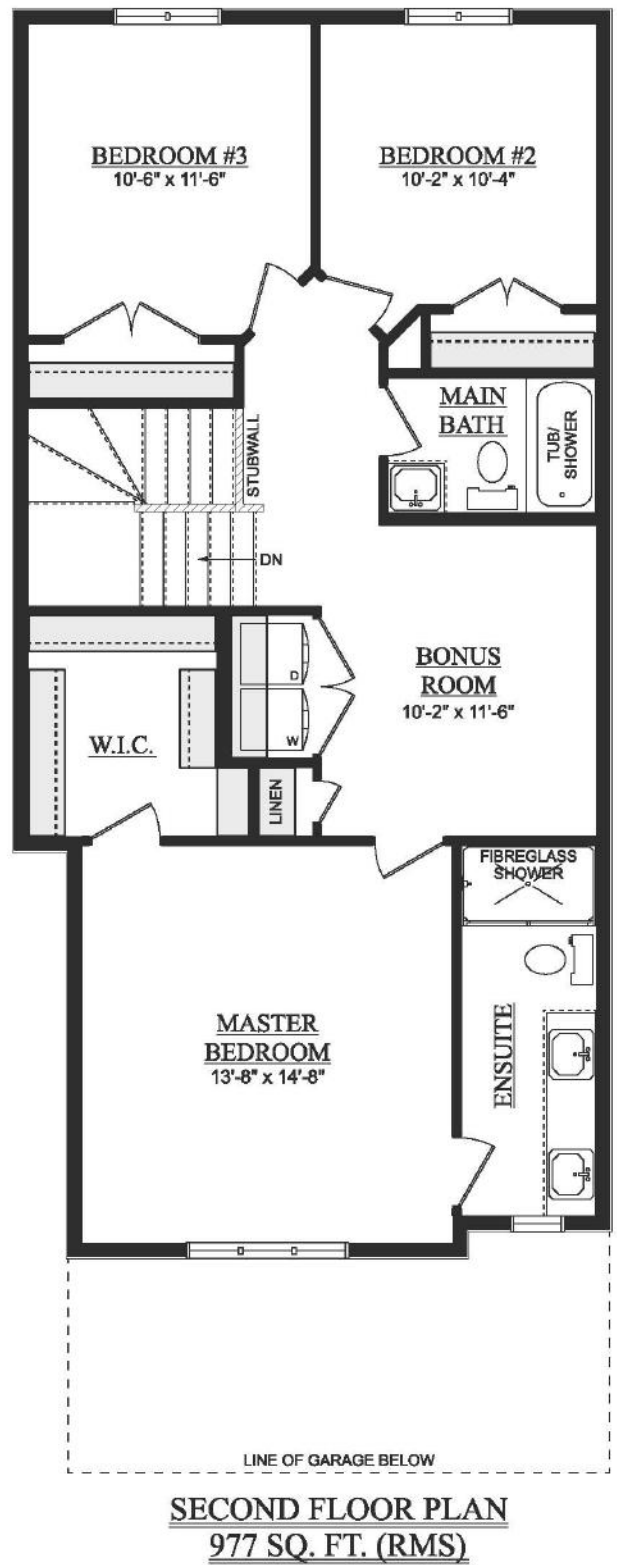 BEDROOM #3
10'-6" x 11'-6"
BEDROOM #2
10'-2" x 10'-4"
MAIN
BATH
TUB/
SHOWER
STUBWALL
DN
BONUS
ROOM
10'-2" x 11'-6"
D
W
W.I.C.
LINEN
FIBREGLASS
SHOWER
MASTER
BEDROOM
13'-8" x 14'-8"
ENSUITE
LINE OF GARAGE BELOW
SECOND FLOOR PLAN
977 SQ. FT. (RMS)